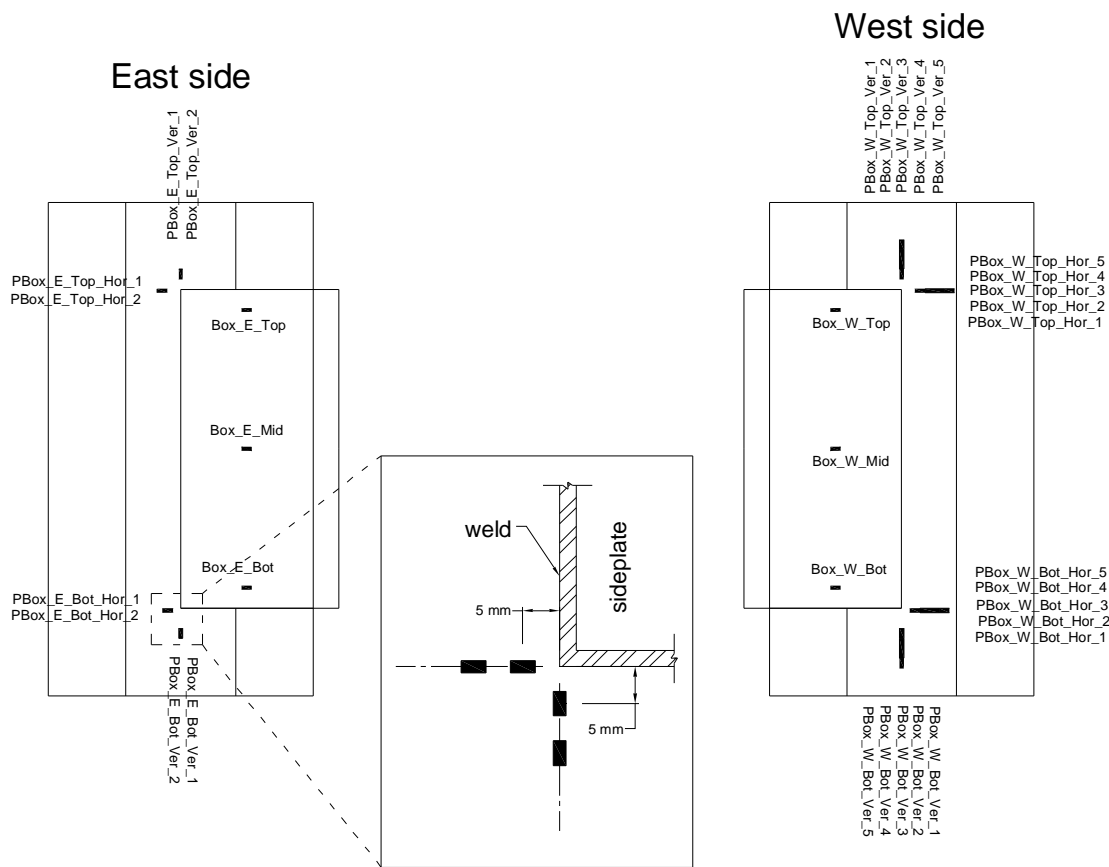 East side
PBox_E_Top_Ver_1
PBox_E_Top_Ver_2
PBox_E_Top_Hor_1
PBox_E_Top_Hor_2
Box_E_Top
Box_E_Mid
Box_E_Bot
PBox_E_Bot_Hor_1
PBox_E_Bot_Hor_2
PBox_E_Bot_Ver_1
PBox_E_Bot_Ver_2
weld
sideplate
5 mm
5 mm
West side
PBox_W_Top_Ver_1
PBox_W_Top_Ver_2
PBox_W_Top_Ver_3
PBox_W_Top_Ver_4
PBox_W_Top_Ver_5
PBox_W_Top_Hor_5
PBox_W_Top_Hor_4
PBox_W_Top_Hor_3
PBox_W_Top_Hor_2
PBox_W_Top_Hor_1
Box_W_Top
Box_W_Mid
Box_W_Bot
PBox_W_Bot_Hor_5
PBox_W_Bot_Hor_4
PBox_W_Bot_Hor_3
PBox_W_Bot_Hor_2
PBox_W_Bot_Hor_1
PBox_W_Bot_Ver_1
PBox_W_Bot_Ver_2
PBox_W_Bot_Ver_3
PBox_W_Bot_Ver_4
PBox_W_Bot_Ver_5